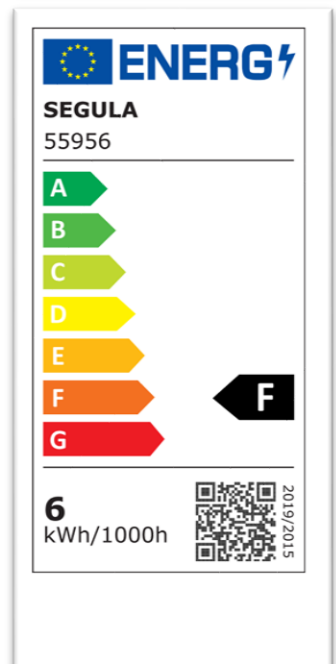 ENERG
SEGULA
55956
A
B
C
D
E
F
F
G
6
kWh/1000h
2019/2015